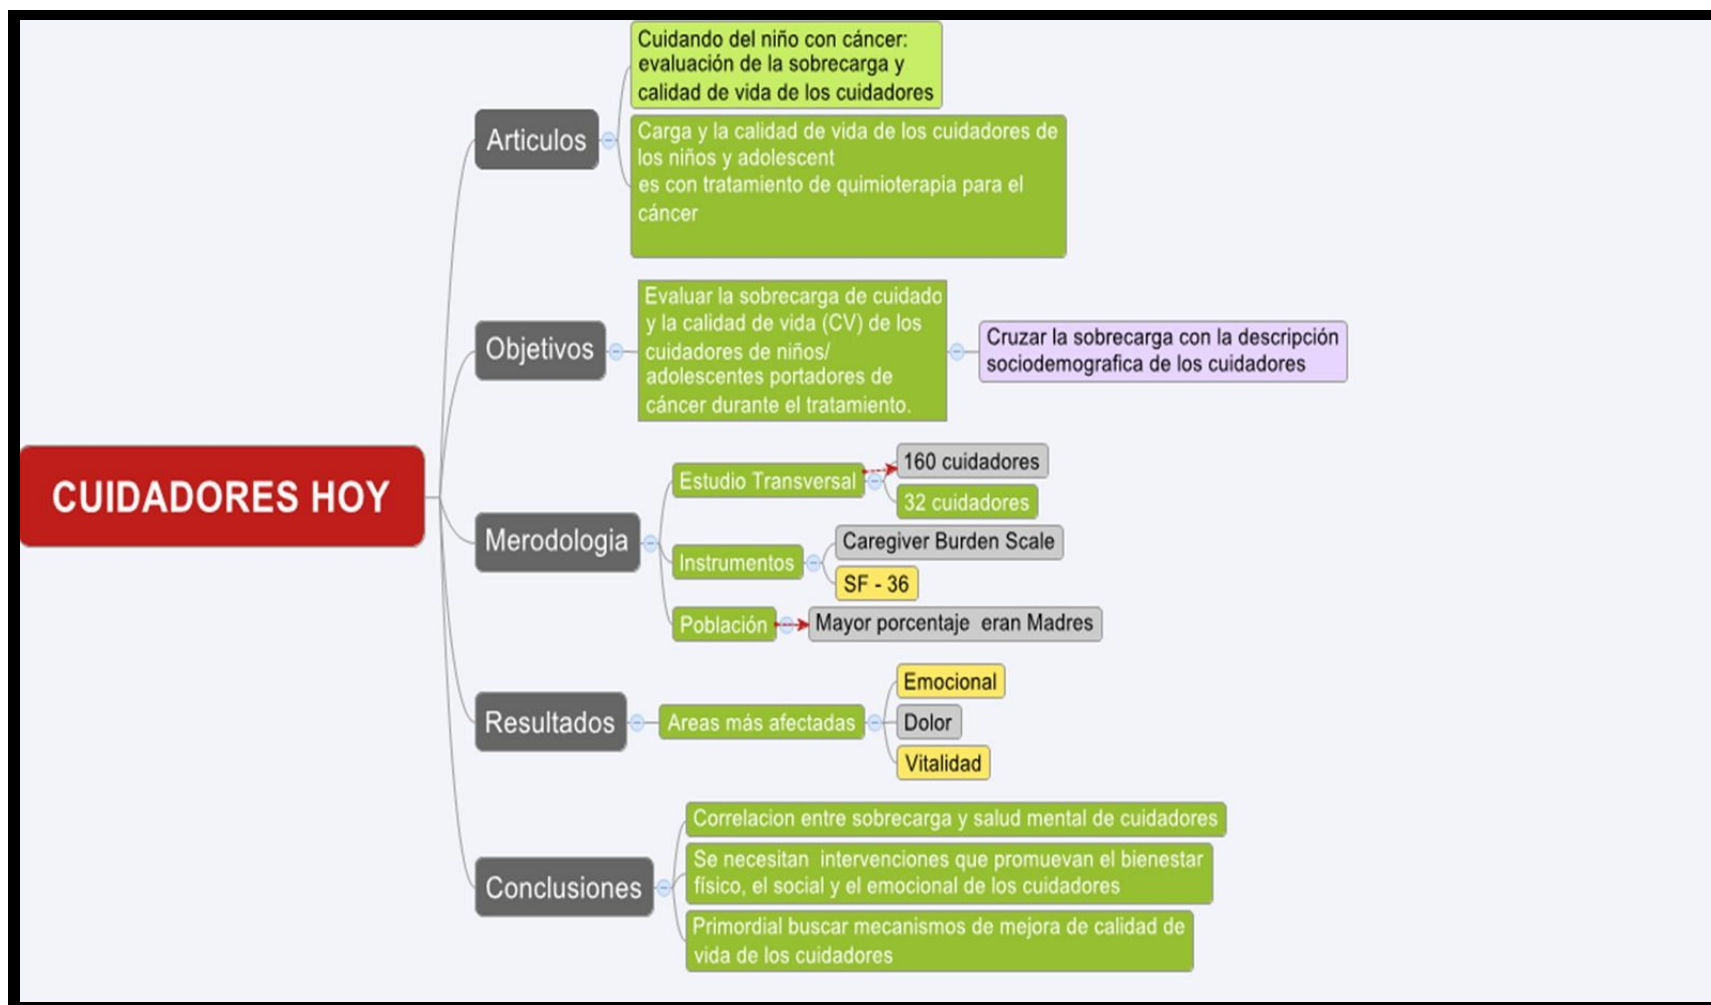 Cuidando del niño con cáncer:
evaluación de la sobrecarga y
calidad de vida de los cuidadores
Articulos
Carga y la calidad de vida de los cuidadores de
los niños y adolescent
es con tratamiento de quimioterapia para el
cáncer
Objetivos
Evaluar la sobrecarga de cuidado
y la calidad de vida (CV) de los
cuidadores de niños/
adolescentes portadores de
cáncer durante el tratamiento.
Cruzar la sobrecarga con la descripción
sociodemografica de los cuidadores
CUIDADORES HOY
Merodologia
Estudio Transversal
160 cuidadores
32 cuidadores
Instrumentos
Caregiver Burden Scale
SF - 36
Población
Mayor porcentaje eran Madres
Resultados
Areas más afectadas
Emocional
Dolor
Vitalidad
Conclusiones
Correlacion entre sobrecarga y salud mental de cuidadores
Se necesitan intervenciones que promuevan el bienestar
físico, el social y el emocional de los cuidadores
Primordial buscar mecanismos de mejora de calidad de
vida de los cuidadores